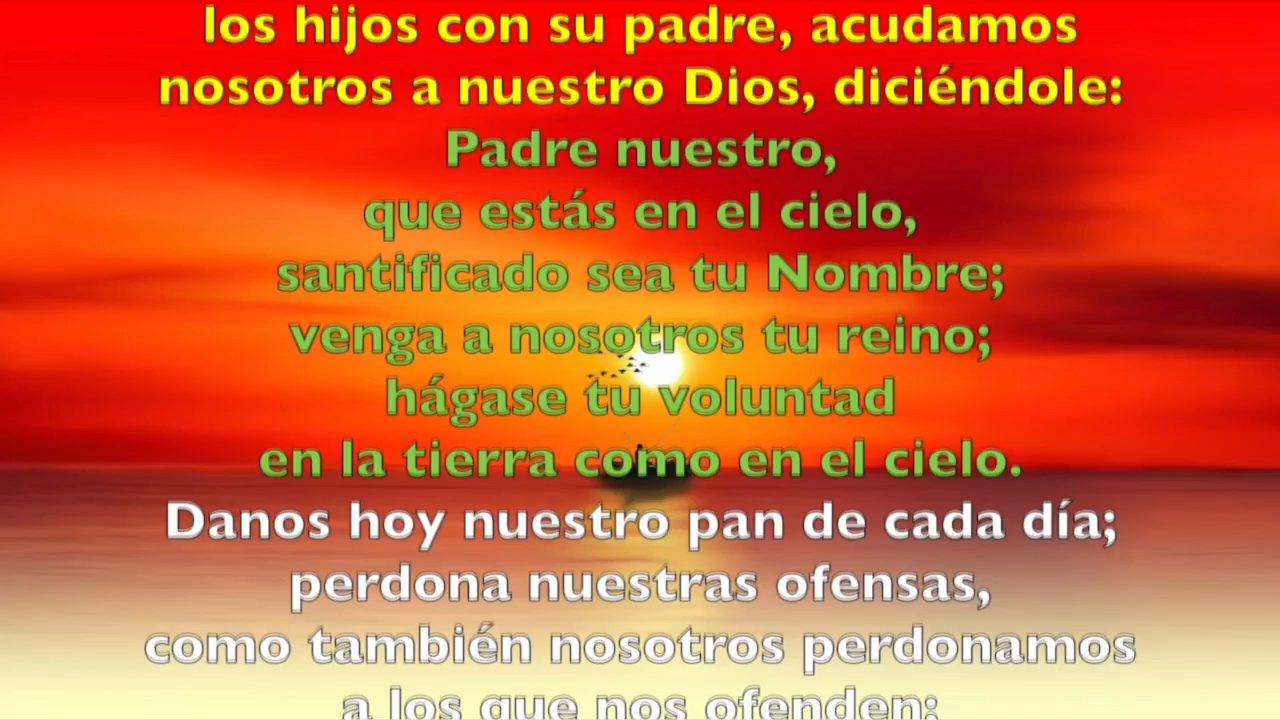 los hijos con su padre, acudamos
nosotros a nuestro Dios, diciéndole:
Padre nuestro,
que estás en el cielo,
santificado sea tu Nombre;
venga a nosotros tu reino;
hágase tu voluntad
en la tierra como en el cielo.
Danos hoy nuestro pan de cada día;
perdona nuestras ofensas,
como también nosotros perdonamos
a los que nos ofenden;